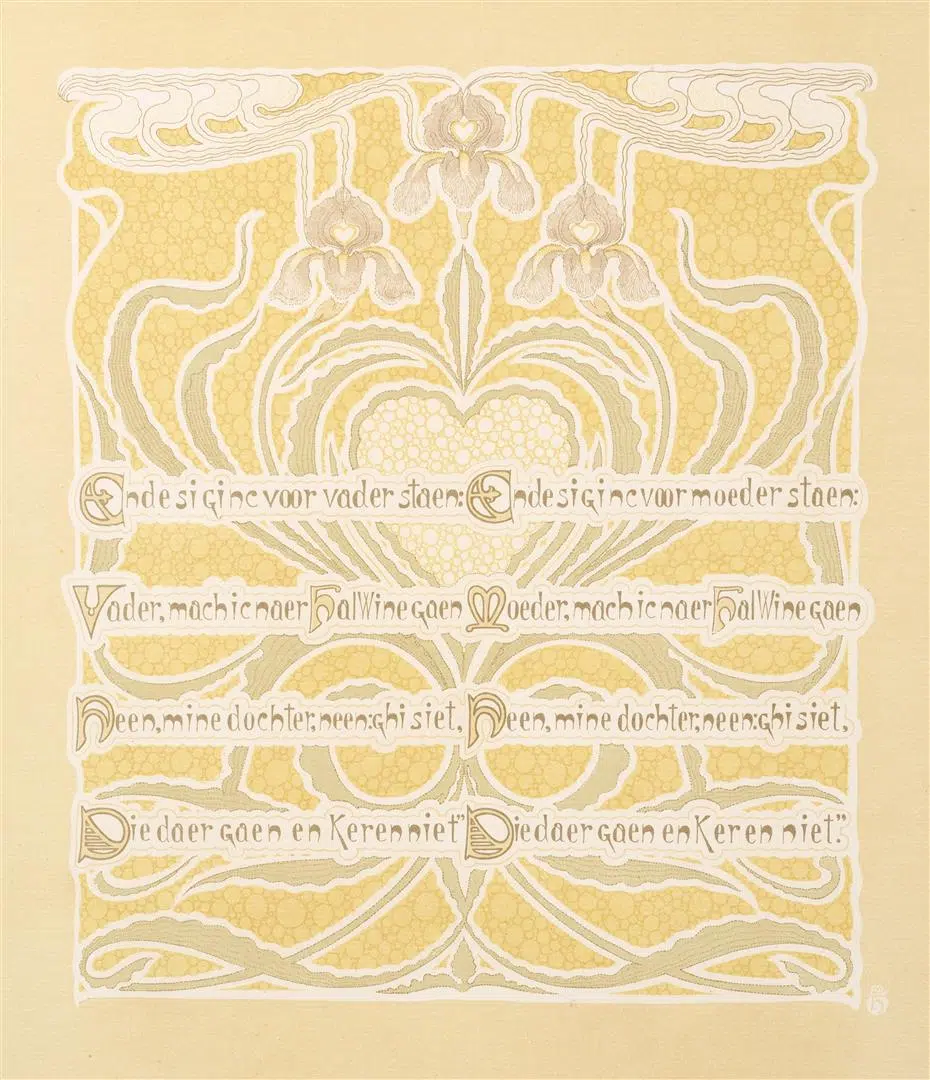 Ende si ginc voor vader staen:
Vader, mach ic naer HalWine gaen
Neen, mine dochter, neen: ghi siet,
Die daer gaen en Keren niet"
Ende si ginc voor moeder staen:
Moeder, mach ic naer HalWine gaen
Neen, mine dochter, neen: ghi siet,
Die daer gaen en Keren niet."